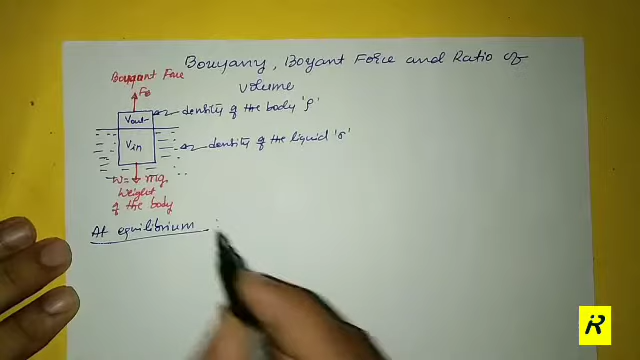 Bouyany, Boyant Force and Ratio of
volume
Bouyant Force
FB
Vout
density of the body 'ρ'
Vin
density of the liquid 'σ'
W = mg
Weight
of the body
At equilibrium :
R